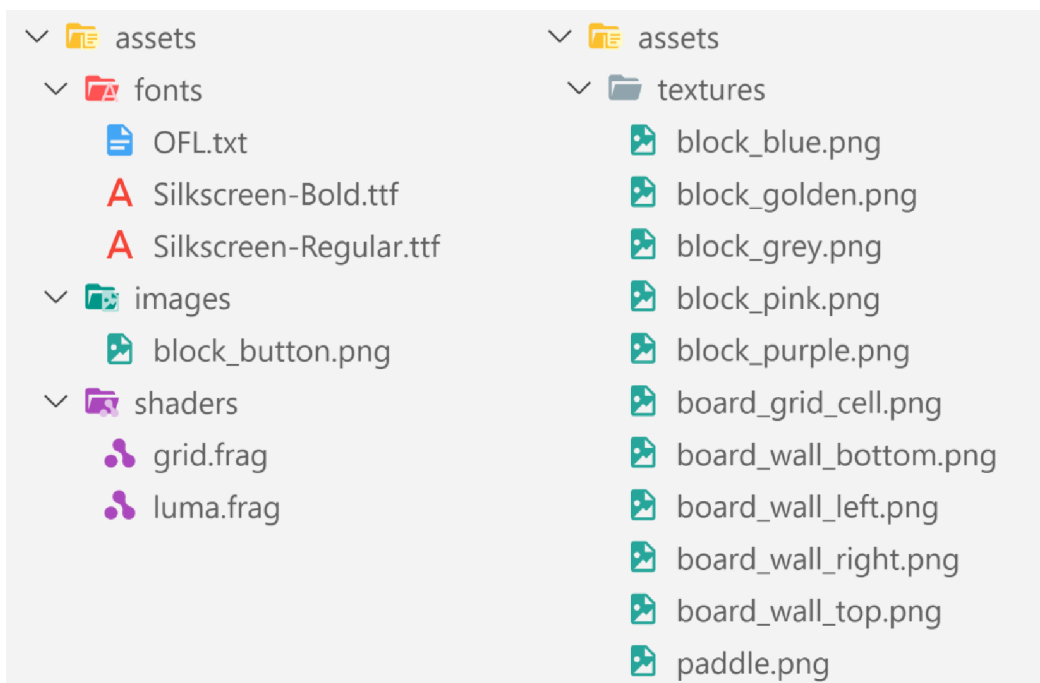 assets
fonts
OFL.txt
Silkscreen-Bold.ttf
Silkscreen-Regular.ttf
images
block_button.png
shaders
grid.frag
luma.frag
assets
textures
block_blue.png
block_golden.png
block_grey.png
block_pink.png
block_purple.png
board_grid_cell.png
board_wall_bottom.png
board_wall_left.png
board_wall_right.png
board_wall_top.png
paddle.png